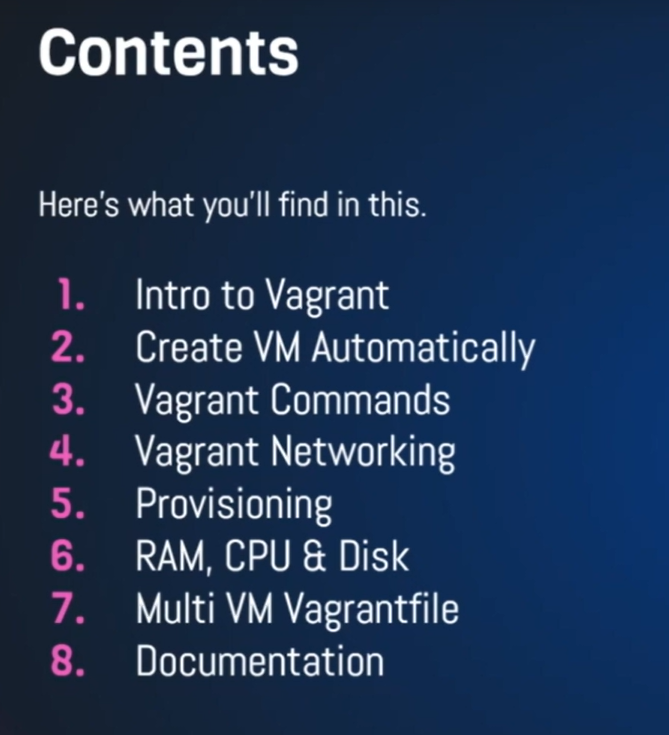 Contents
Here's what you'll find in this.
1. Intro to Vagrant
2. Create VM Automatically
3. Vagrant Commands
4. Vagrant Networking
5. Provisioning
6. RAM, CPU & Disk
7. Multi VM Vagrantfile
8. Documentation